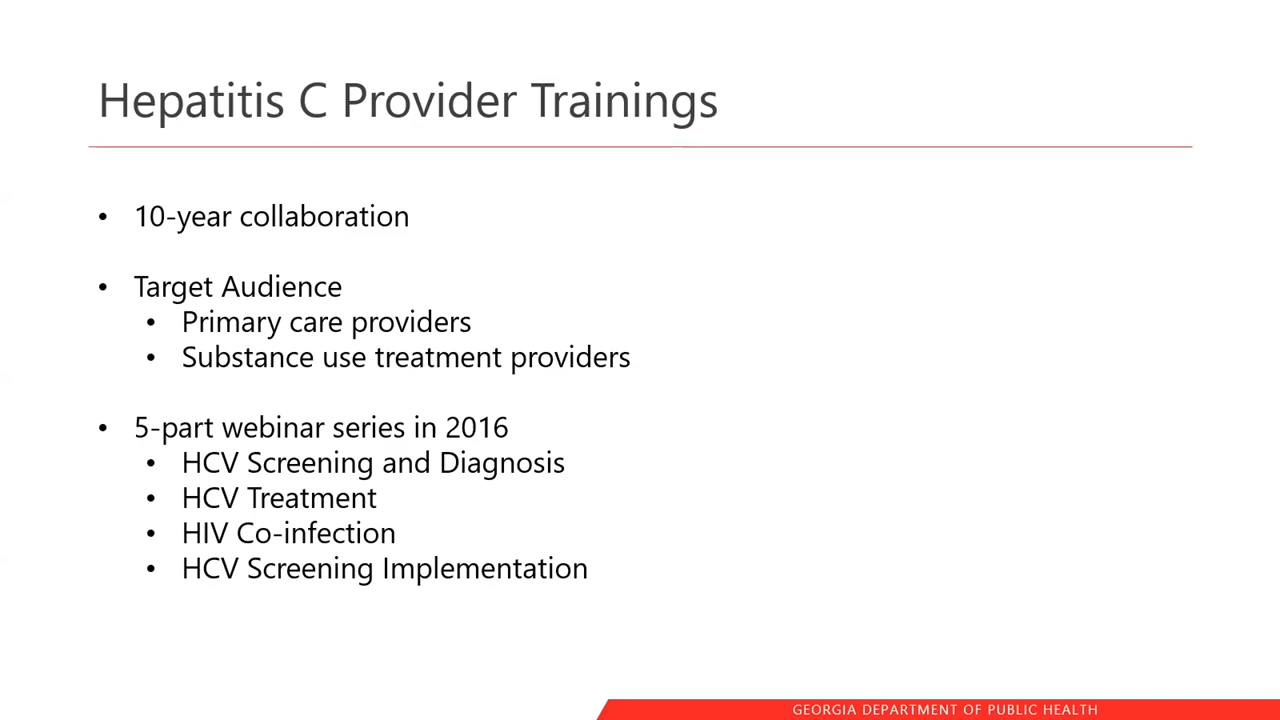 Hepatitis C Provider Trainings
• 10-year collaboration
• Target Audience
• Primary care providers
• Substance use treatment providers
• 5-part webinar series in 2016
• HCV Screening and Diagnosis
• HCV Treatment
• HIV Co-infection
• HCV Screening Implementation
GEORGIA DEPARTMENT OF PUBLIC HEALTH